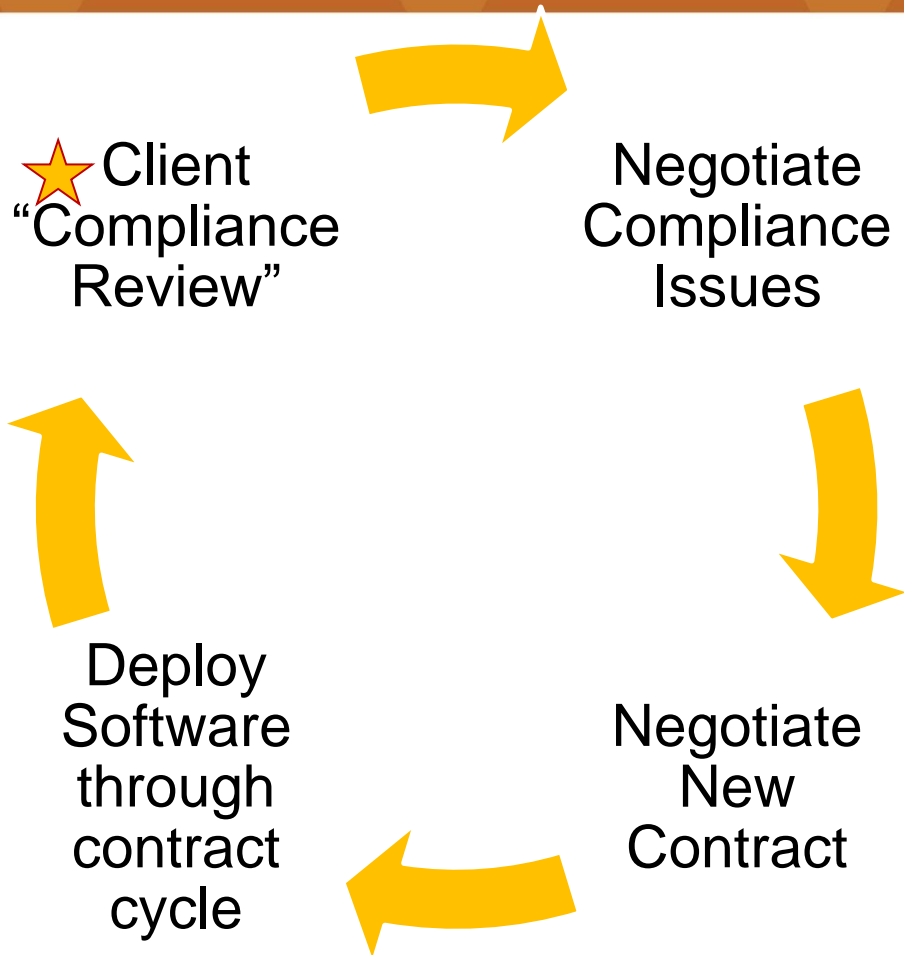 Client
“Compliance
Review”
Negotiate
Compliance
Issues
Negotiate
New
Contract
Deploy
Software
through
contract
cycle